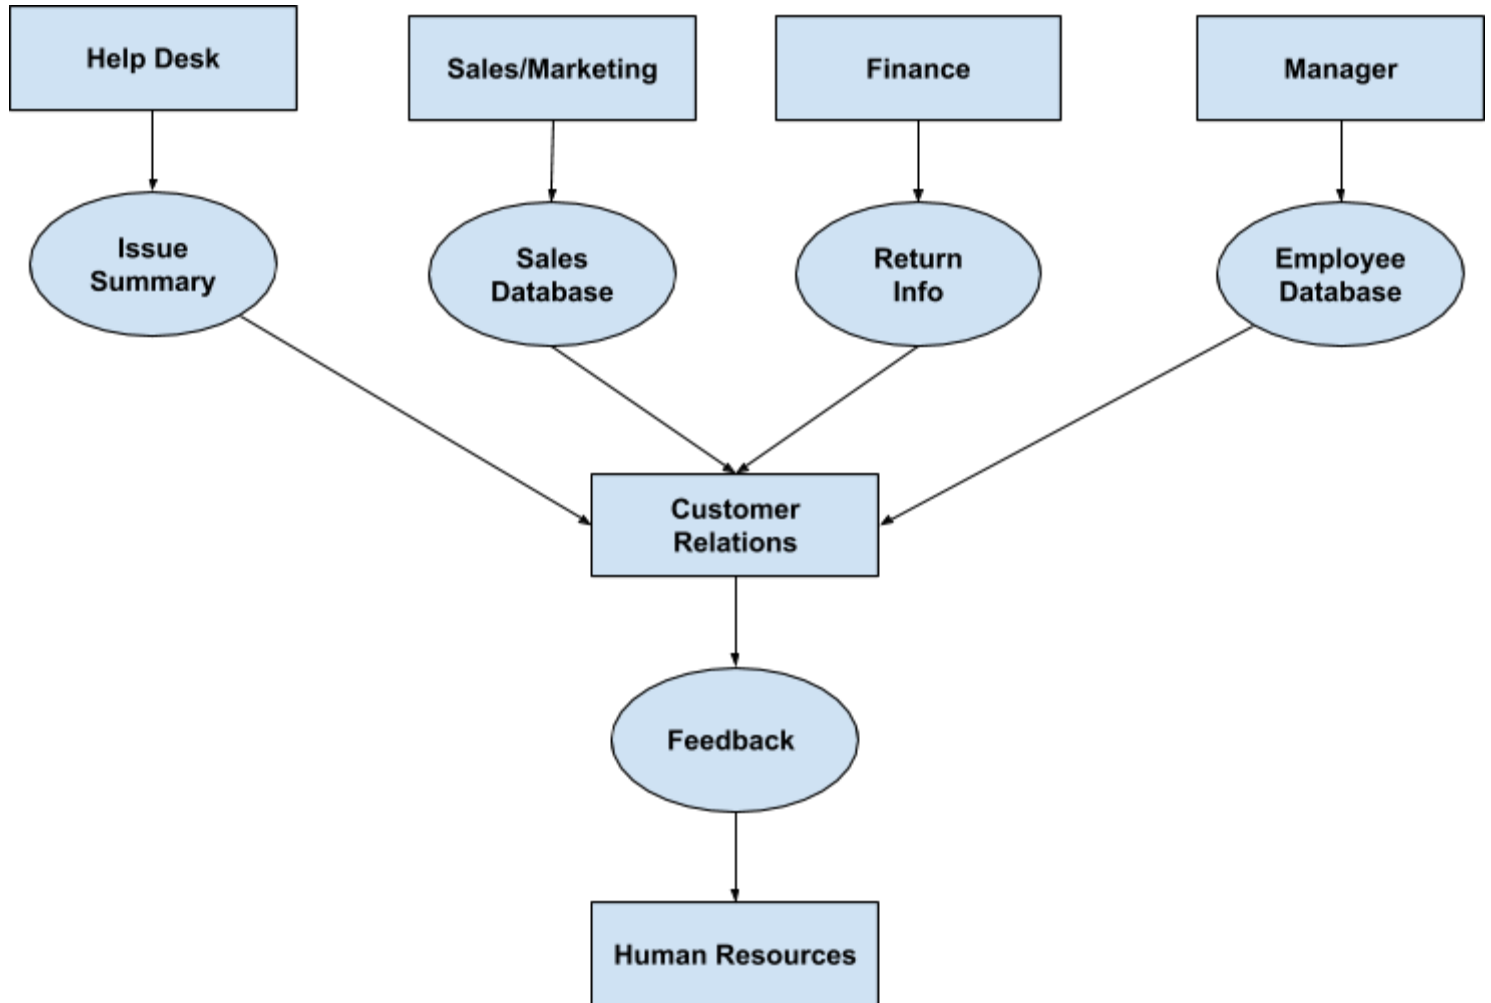 Help Desk
Sales/Marketing
Finance
Manager
Issue
Summary
Sales
Database
Return
Info
Employee
Database
Customer
Relations
Feedback
Human Resources